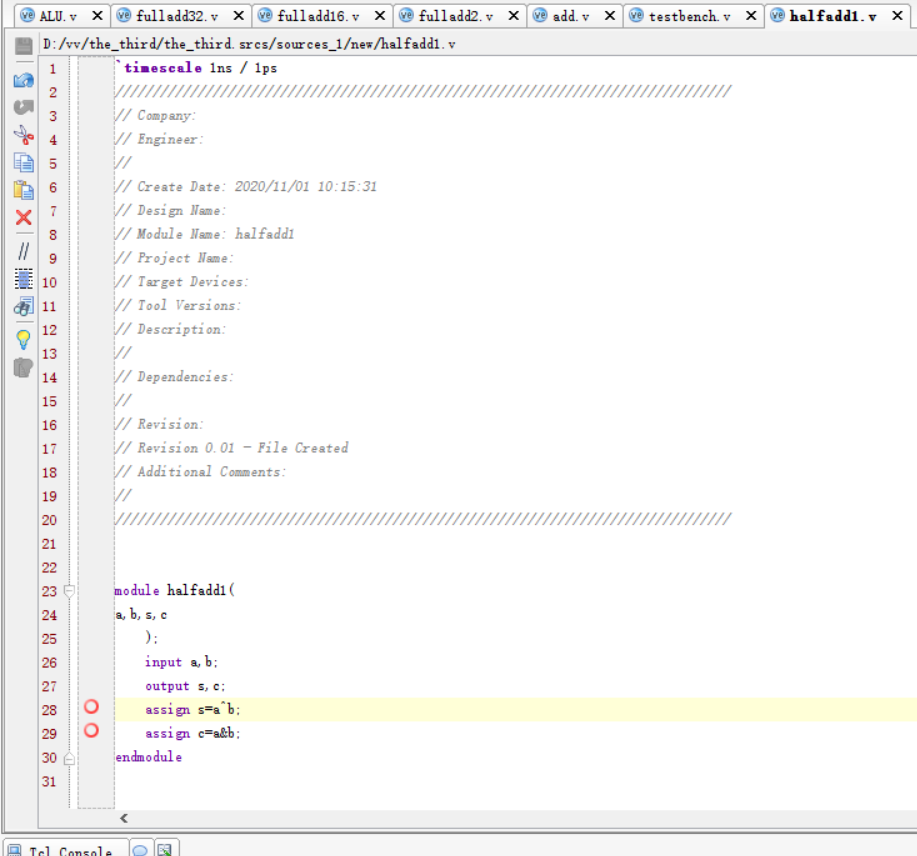 ALU.v fulladd32.v fulladd16.v fulladd2.v add.v testbench.v halfadd1.v
D:/vv/the_third/the_third.srcs/sources_1/new/halfadd1.v
1 `timescale 1ns / 1ps
2 //////////////////////////////////////////////////////////////////////////////////
3 // Company:
4 // Engineer:
5 //
6 // Create Date: 2020/11/01 10:15:31
7 // Design Name:
8 // Module Name: halfadd1
9 // Project Name:
10 // Target Devices:
11 // Tool Versions:
12 // Description:
13 //
14 // Dependencies:
15 //
16 // Revision:
17 // Revision 0.01 - File Created
18 // Additional Comments:
19 //
20 //////////////////////////////////////////////////////////////////////////////////
21
22
23 module halfadd1(
24 a,b,s,c
25 );
26 input a,b;
27 output s,c;
28 assign s=a^b;
29 assign c=a&b;
30 endmodule
31
Tcl Console